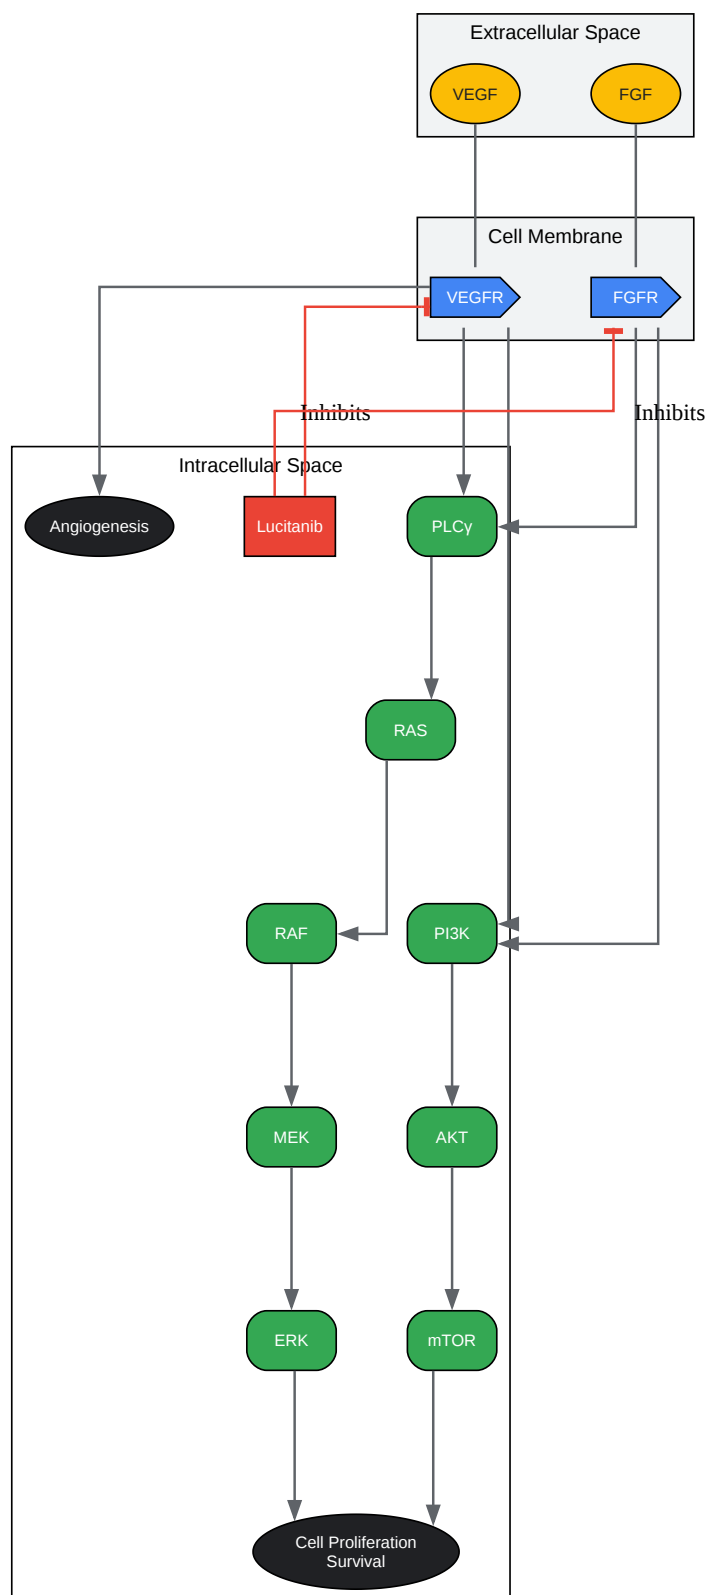 Extracellular Space
VEGF
FGF
Cell Membrane
VEGFR
FGFR
Inhibits
Inhibits
Intracellular Space
Angiogenesis
Lucitanib
PLCγ
RAS
RAF
PI3K
MEK
AKT
ERK
mTOR
Cell Proliferation
Survival